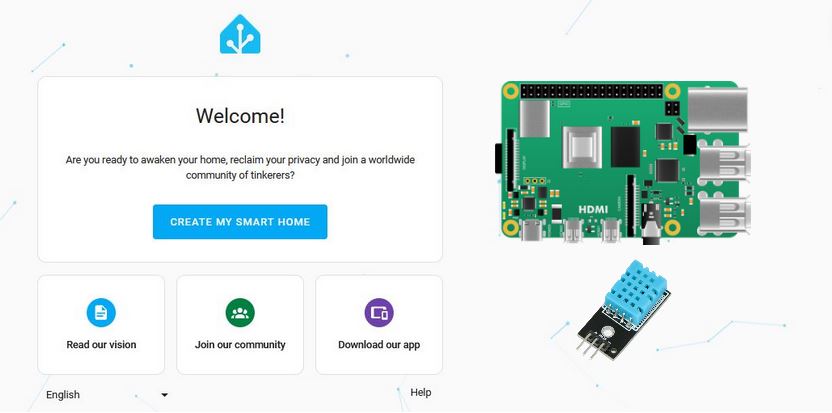 Welcome!
Are you ready to awaken your home, reclaim your privacy and join a worldwide
community of tinkerers?
CREATE MY SMART HOME
Read our vision
Join our community
Download our app
English
Help
HDMI